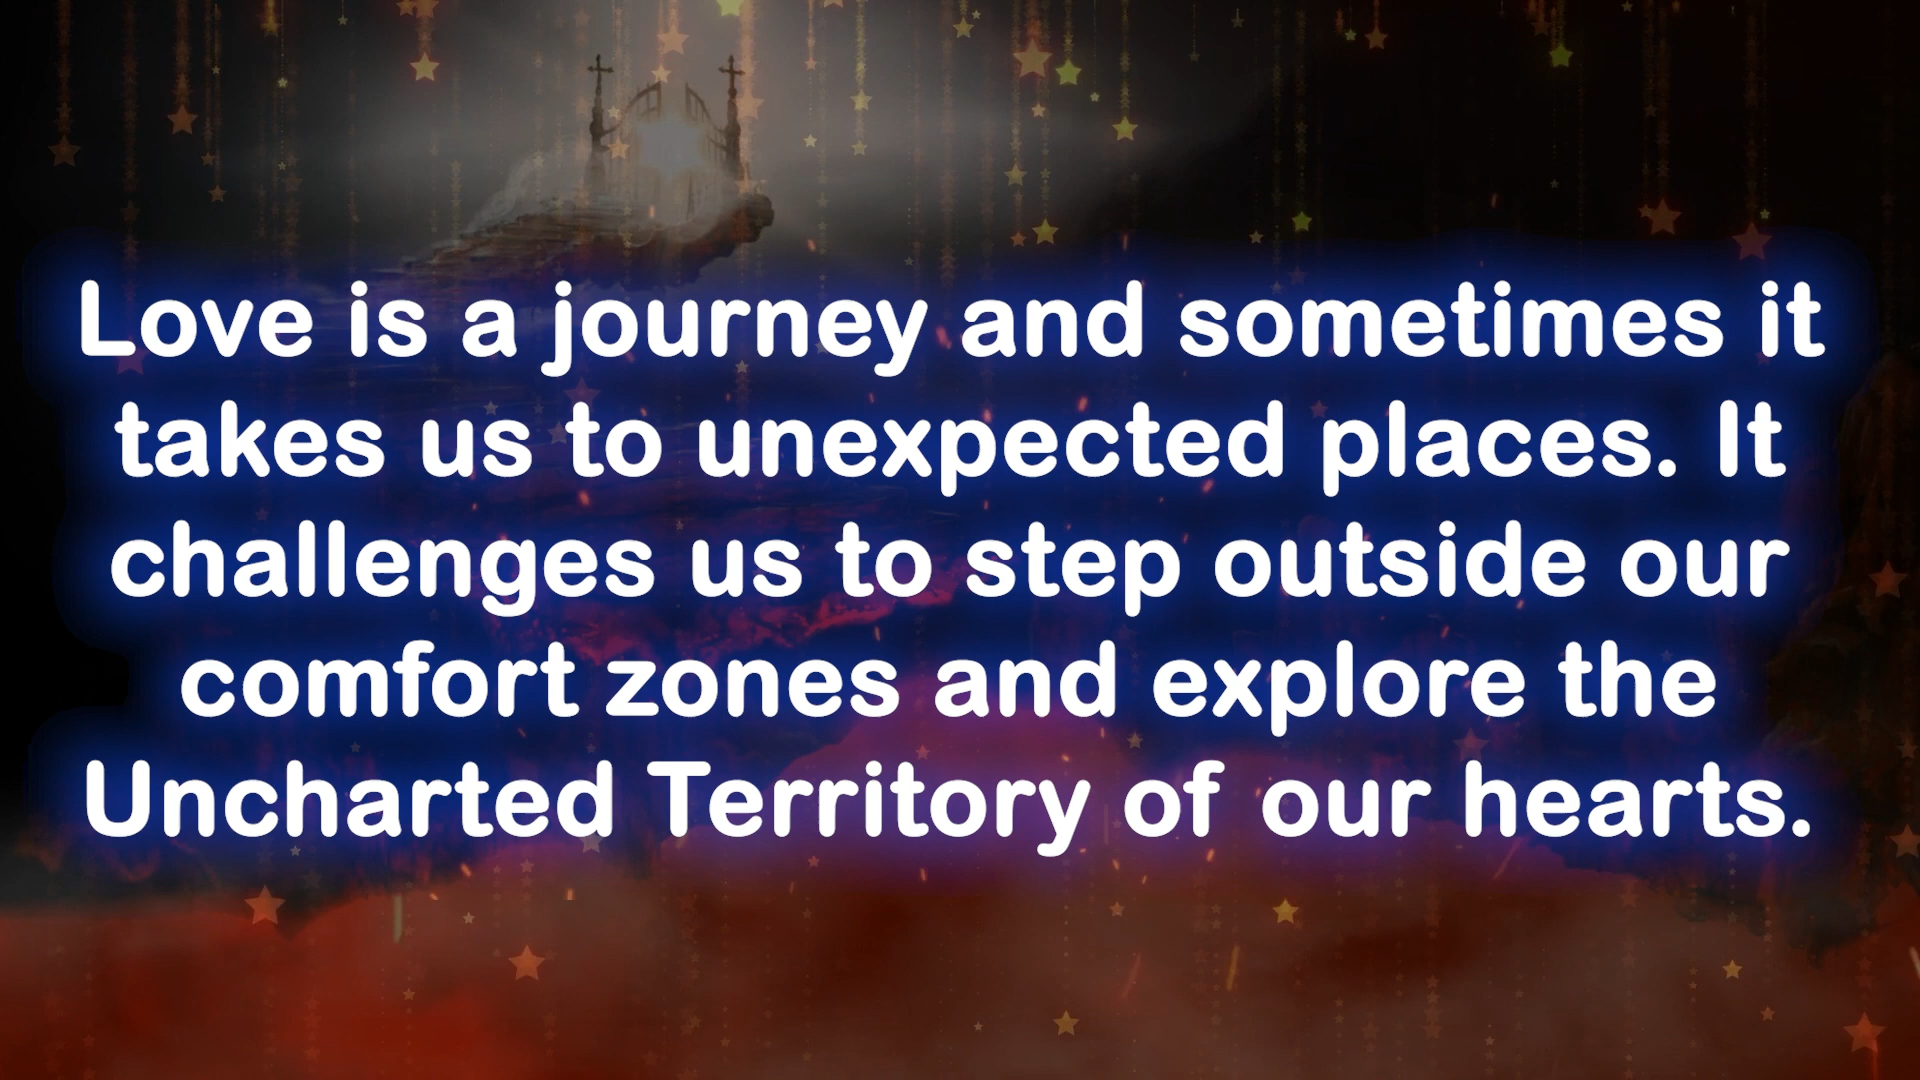 Love is a journey and sometimes it
takes us to unexpected places. It
challenges us to step outside our
comfort zones and explore the
Uncharted Territory of our hearts.